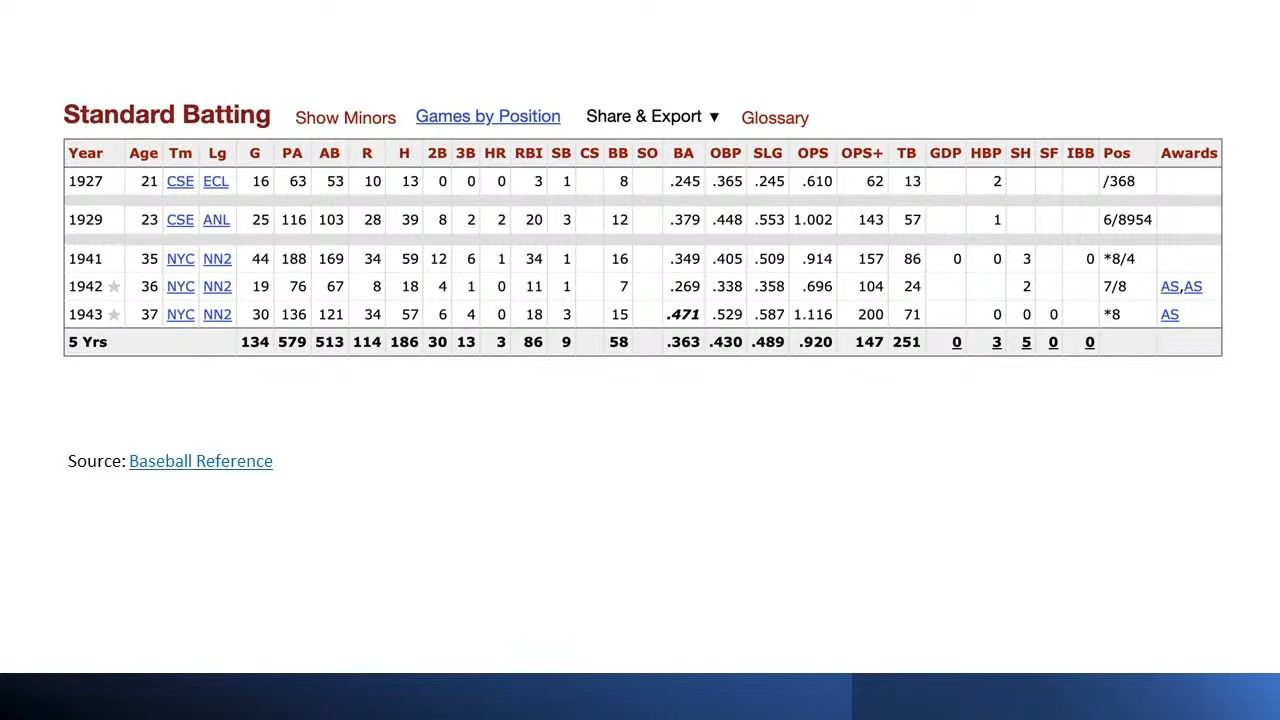 Standard Batting Show Minors Games by Position Share & Export ▼ Glossary
Year Age Tm Lg G PA AB R H 2B 3B HR RBI SB CS BB SO BA OBP SLG OPS OPS+ TB GDP HBP SH SF IBB Pos Awards
1927 21 CSE ECL 16 63 53 10 13 0 0 0 3 1 8 .245 .365 .245 .610 62 13 2 /368
1929 23 CSE ANL 25 116 103 28 39 8 2 2 20 3 12 .379 .448 .553 1.002 143 57 1 6/8954
1941 35 NYC NN2 44 188 169 34 59 12 6 1 34 1 16 .349 .405 .509 .914 157 86 0 0 3 0 *8/4
1942 ★ 36 NYC NN2 19 76 67 8 18 4 1 0 11 1 7 .269 .338 .358 .696 104 24 2 7/8 AS,AS
1943 ★ 37 NYC NN2 30 136 121 34 57 6 4 0 18 3 15 .471 .529 .587 1.116 200 71 0 0 0 *8 AS
5 Yrs 134 579 513 114 186 30 13 3 86 9 58 .363 .430 .489 .920 147 251 0 3 5 0 0
Source: Baseball Reference